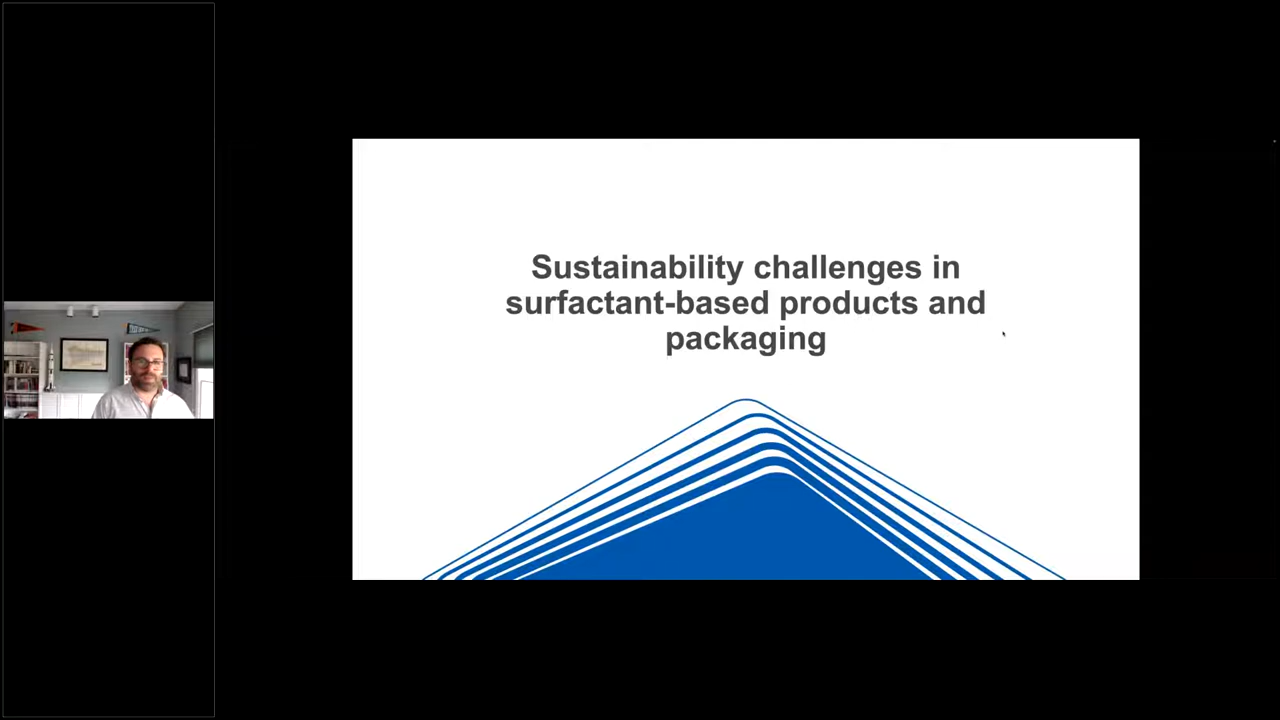 Sustainability challenges in
surfactant-based products and
packaging